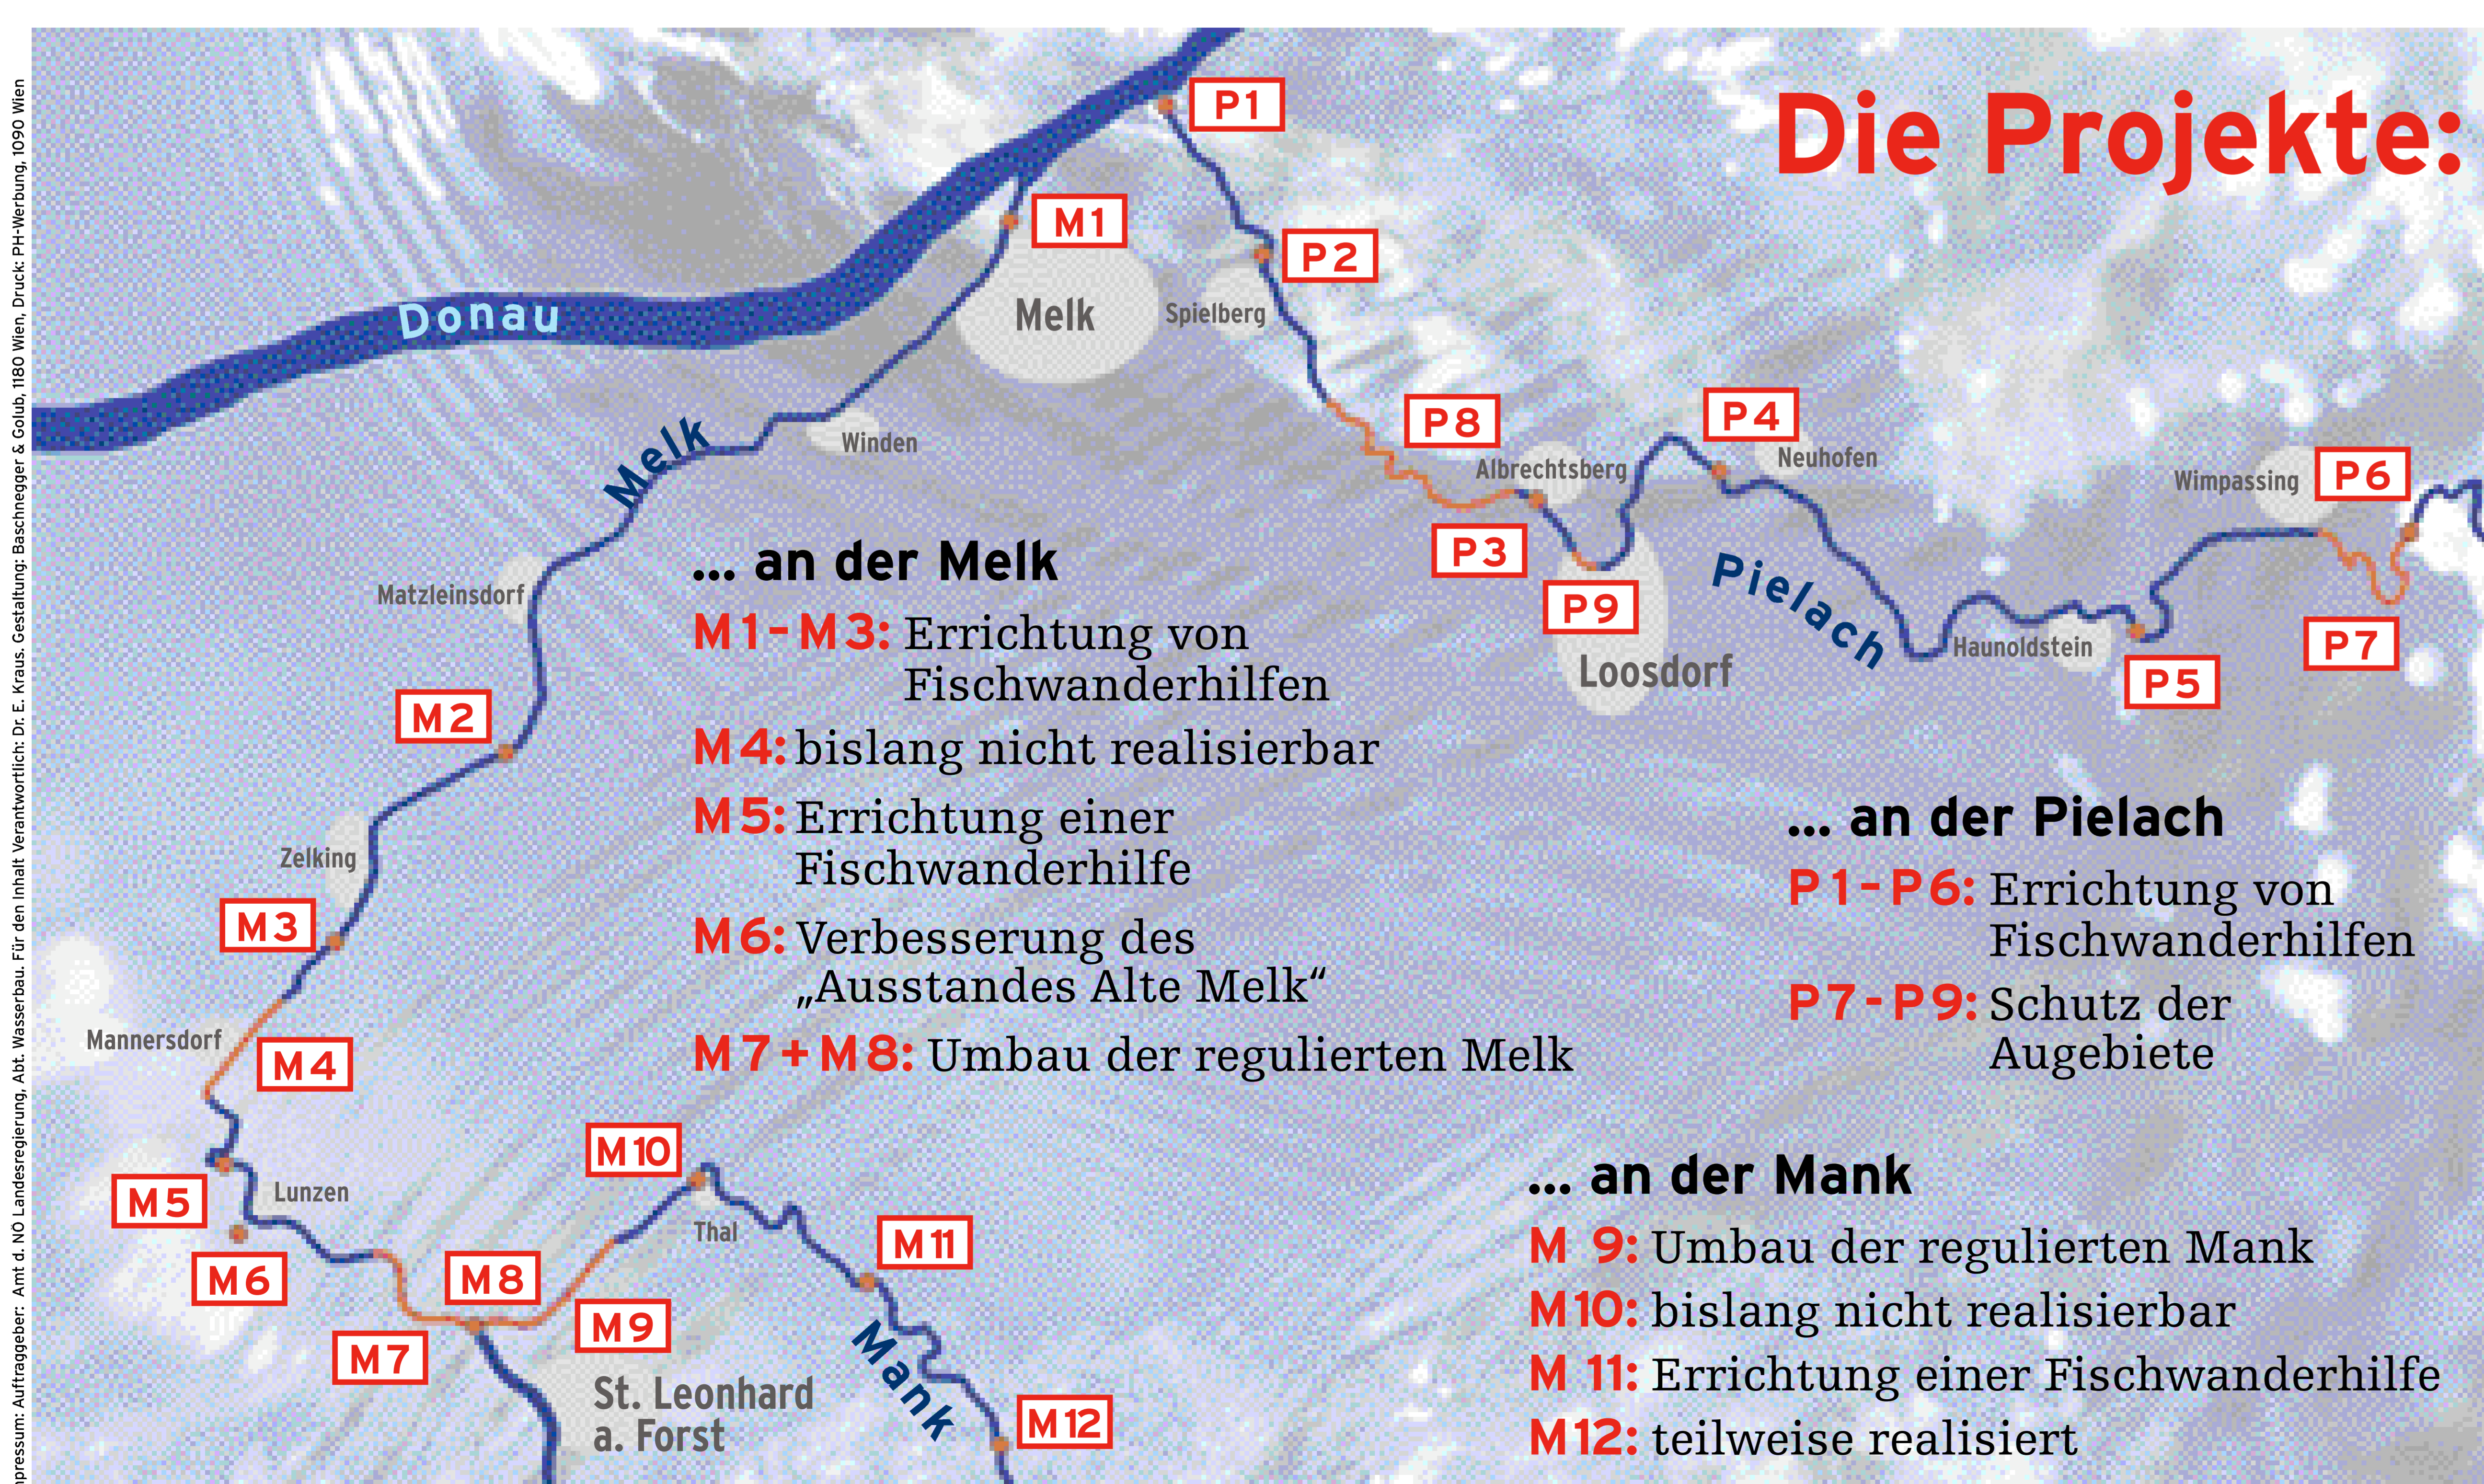 Die Projekte:
P1
M1
P2
Donau
Melk
Spielberg
P8
P4
Winden
Melk
Albrechtsberg
Neuhofen
Wimpassing
P6
P3
P9
Pielach
Loosdorf
Haunoldstein
P5
P7
Matzleinsdorf
M2
Zelking
M3
Mannersdorf
M4
M5
Lunzen
M6
M7
M8
M9
M10
Thal
M11
Mank
M12
St. Leonhard
a. Forst
... an der Melk
M1-M3: Errichtung von
Fischwanderhilfen
M4: bislang nicht realisierbar
M5: Errichtung einer
Fischwanderhilfe
M6: Verbesserung des
„Ausstandes Alte Melk“
M7+M8: Umbau der regulierten Melk
... an der Pielach
P1-P6: Errichtung von
Fischwanderhilfen
P7-P9: Schutz der
Augebiete
... an der Mank
M 9: Umbau der regulierten Mank
M10: bislang nicht realisierbar
M 11: Errichtung einer Fischwanderhilfe
M12: teilweise realisiert
mpressum: Auftraggeber: Amt d. NÖ Landesregierung, Abt. Wasserbau. Für den Inhalt Verantwortlich: Dr. E. Kraus. Gestaltung: Baschnegger & Golub, 1180 Wien, Druck: PH-Werbung, 1090 Wien